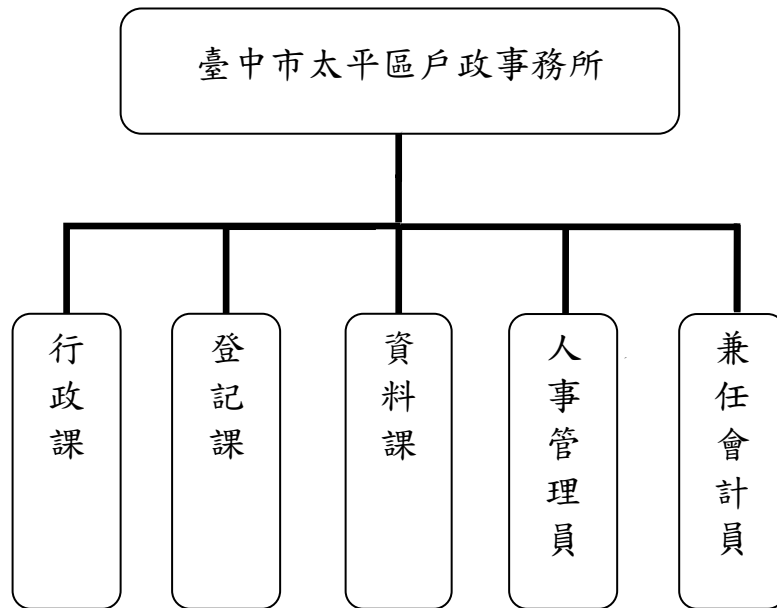 臺中市太平區戶政事務所
行政課
登記課
資料課
人事管理員
兼任會計員